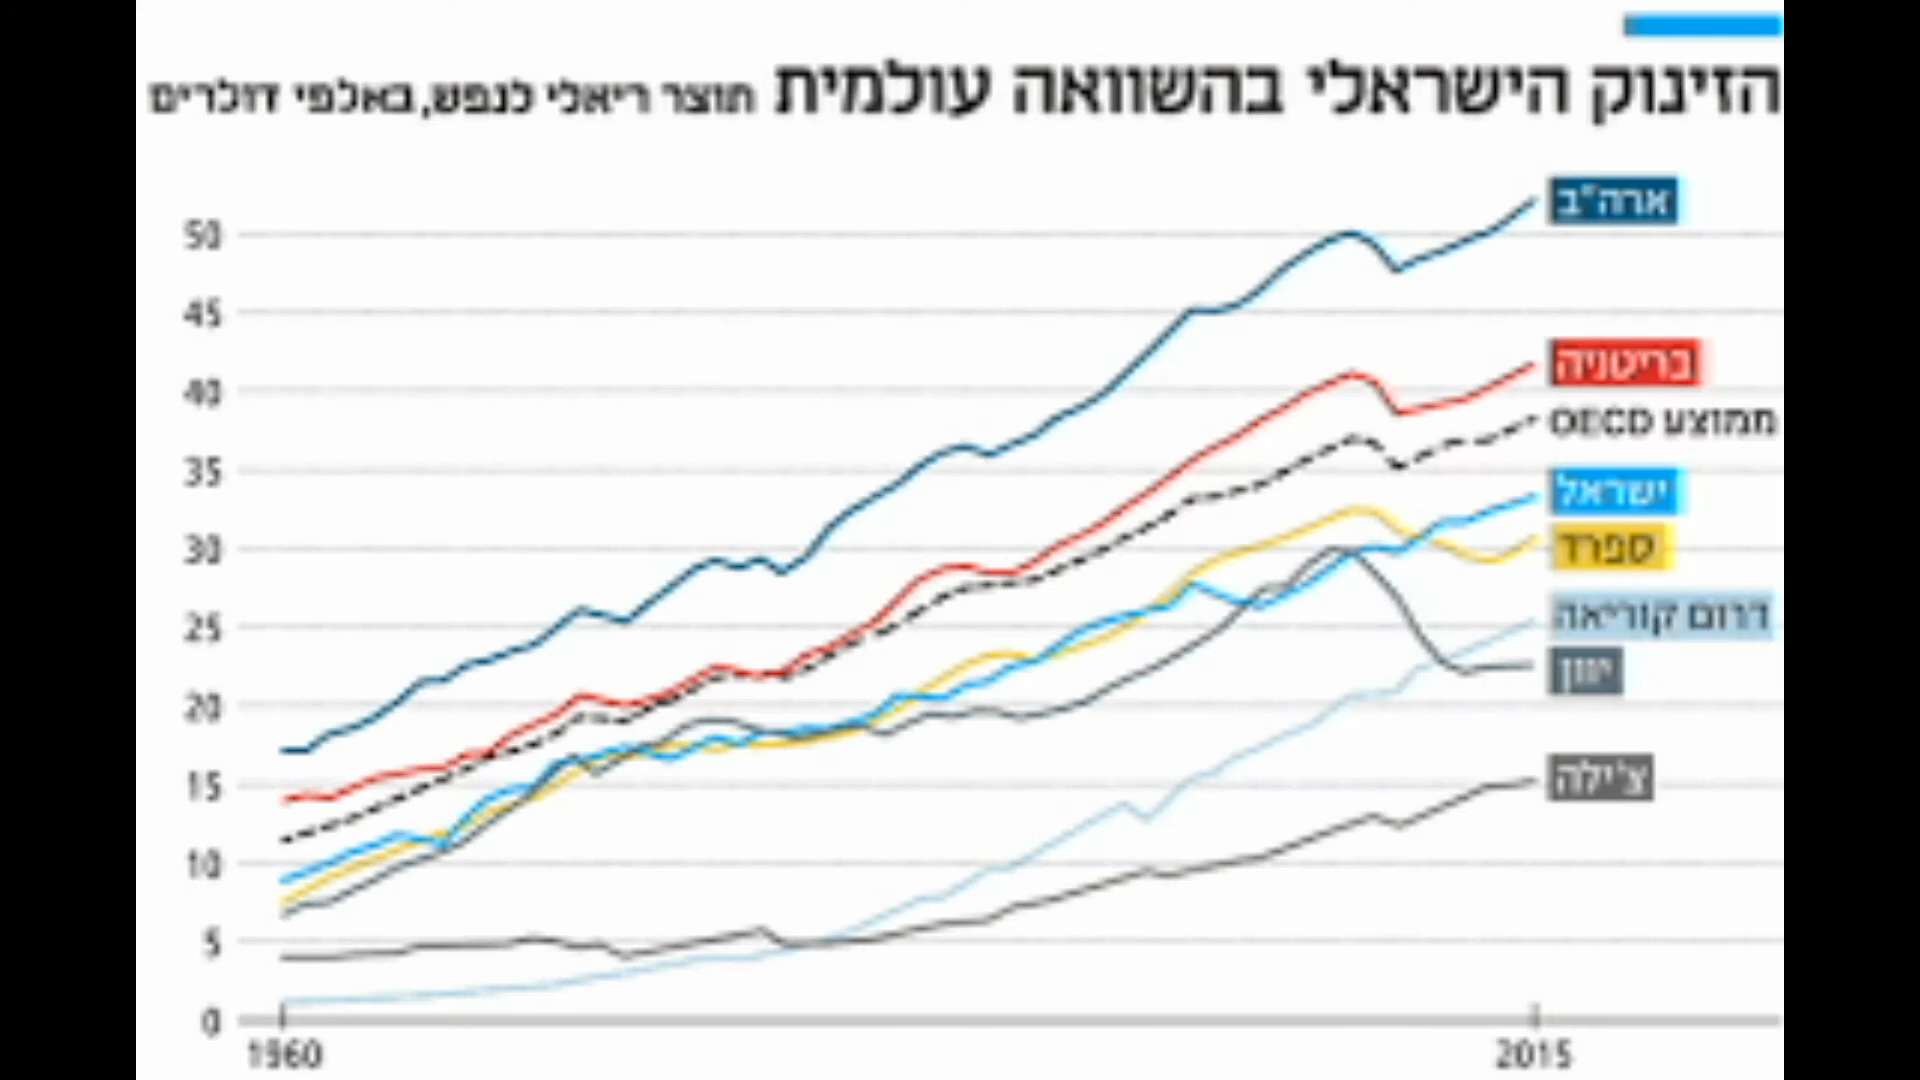 הזינוק הישראלי בהשוואה עולמית תוצר ריאלי לנפש, באלפי דולרים
ארה"ב
50
45
בריטניה
40
ממוצע OECD
35
ישראל
30
ספרד
25
דרום קוריאה
יוון
20
15
צ'ילה
10
5
0
1960
2015